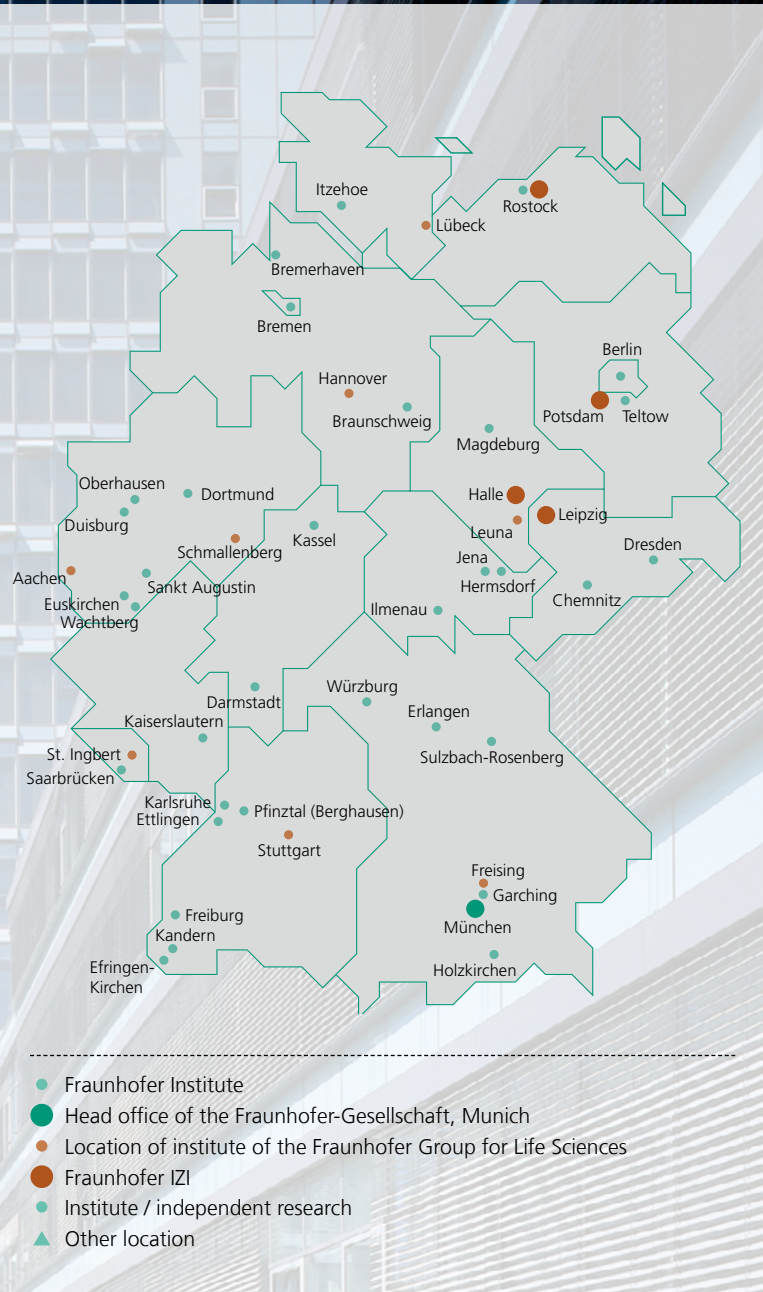 Itzehoe
Rostock
Lübeck
Bremerhaven
Bremen
Berlin
Hannover
Braunschweig
Potsdam
Teltow
Magdeburg
Oberhausen
Dortmund
Halle
Leipzig
Duisburg
Leuna
Schmallenberg
Kassel
Dresden
Jena
Aachen
Sankt Augustin
Hermsdorf
Euskirchen
Chemnitz
Wachtberg
Ilmenau
Würzburg
Darmstadt
Erlangen
Kaiserslautern
St. Ingbert
Sulzbach-Rosenberg
Saarbrücken
Karlsruhe
Pfinztal (Berghausen)
Ettlingen
Stuttgart
Freising
Garching
Freiburg
München
Kandern
Efringen-
Kirchen
Holzkirchen
Fraunhofer Institute
Head office of the Fraunhofer-Gesellschaft, Munich
Location of institute of the Fraunhofer Group for Life Sciences
Fraunhofer IZI
Institute / independent research
Other location